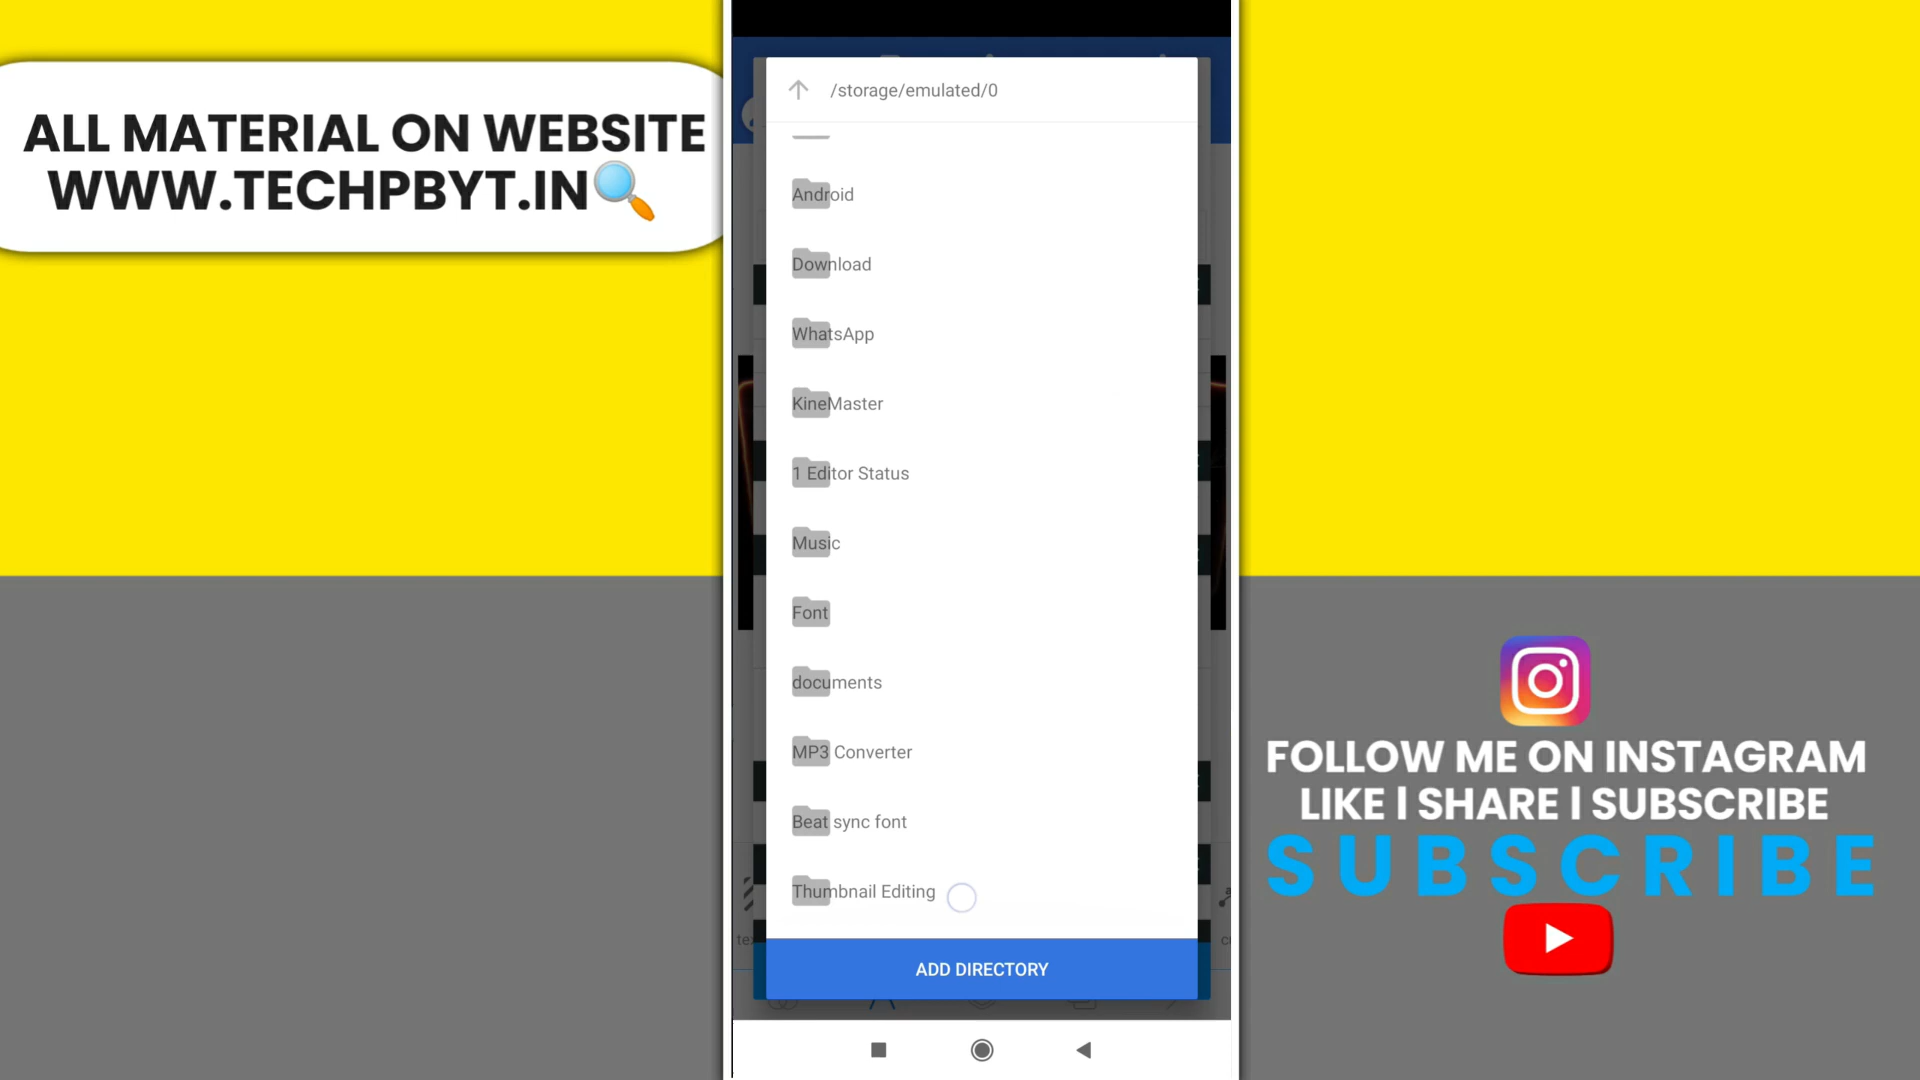 ALL MATERIAL ON WEBSITE
WWW.TECHPBYT.IN
/storage/emulated/0
Android
Download
WhatsApp
KineMaster
1 Editor Status
Music
Font
documents
MP3 Converter
Beat sync font
Thumbnail Editing
ADD DIRECTORY
FOLLOW ME ON INSTAGRAM
LIKE | SHARE | SUBSCRIBE
SUBSCRIBE